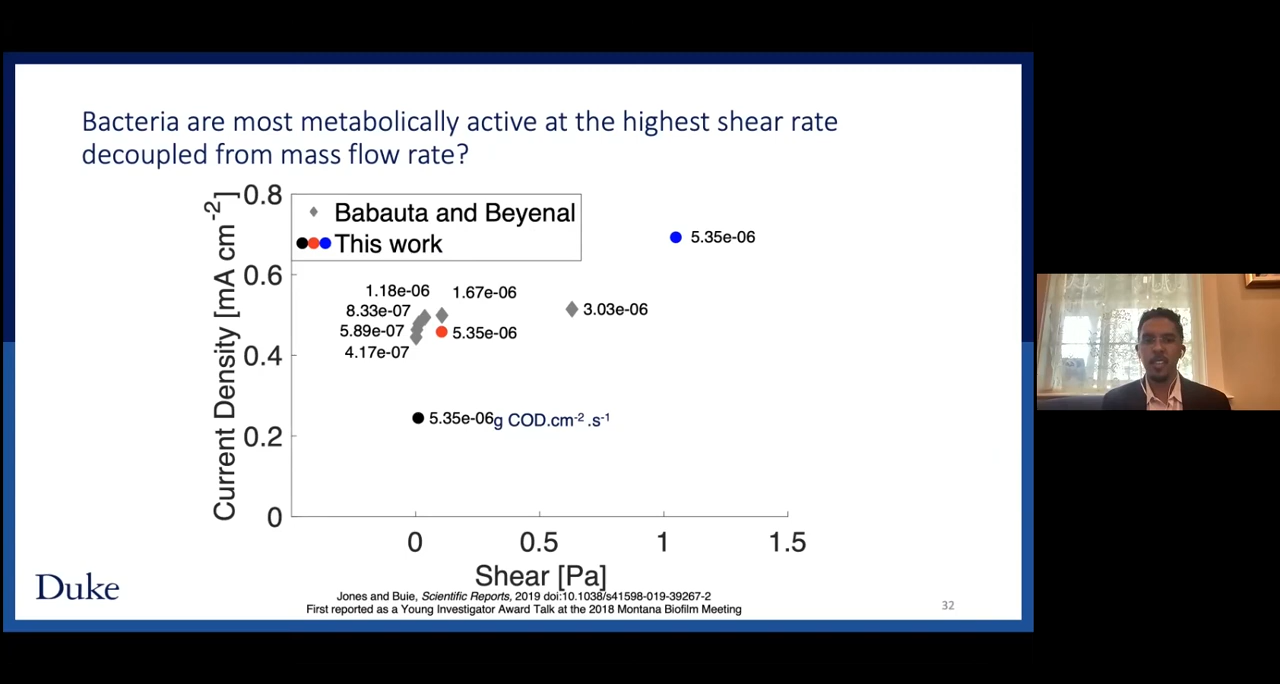 Bacteria are most metabolically active at the highest shear rate
decoupled from mass flow rate?
Current Density [mA cm-2]
0.8
0.6
0.4
0.2
0
Babauta and Beyenal
This work
5.35e-06
1.18e-06
1.67e-06
8.33e-07
3.03e-06
5.89e-07
5.35e-06
4.17e-07
5.35e-06g COD.cm-2 .s-1
0
0.5
1
1.5
Shear [Pa]
Duke
Jones and Buie, Scientific Reports, 2019 doi:10.1038/s41598-019-39267-2
First reported as a Young Investigator Award Talk at the 2018 Montana Biofilm Meeting
32